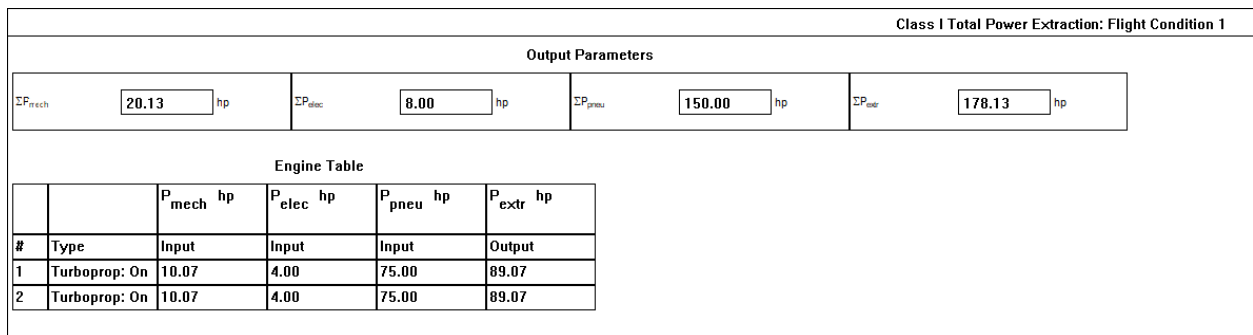 Class I Total Power Extraction: Flight Condition 1
Output Parameters
ΣPmech 20.13 hp ΣPelec 8.00 hp ΣPpneu 150.00 hp ΣPextr 178.13 hp
Engine Table
Pmech hp Pelec hp Ppneu hp Pextr hp
# Type Input Input Input Output
1 Turboprop: On 10.07 4.00 75.00 89.07
2 Turboprop: On 10.07 4.00 75.00 89.07